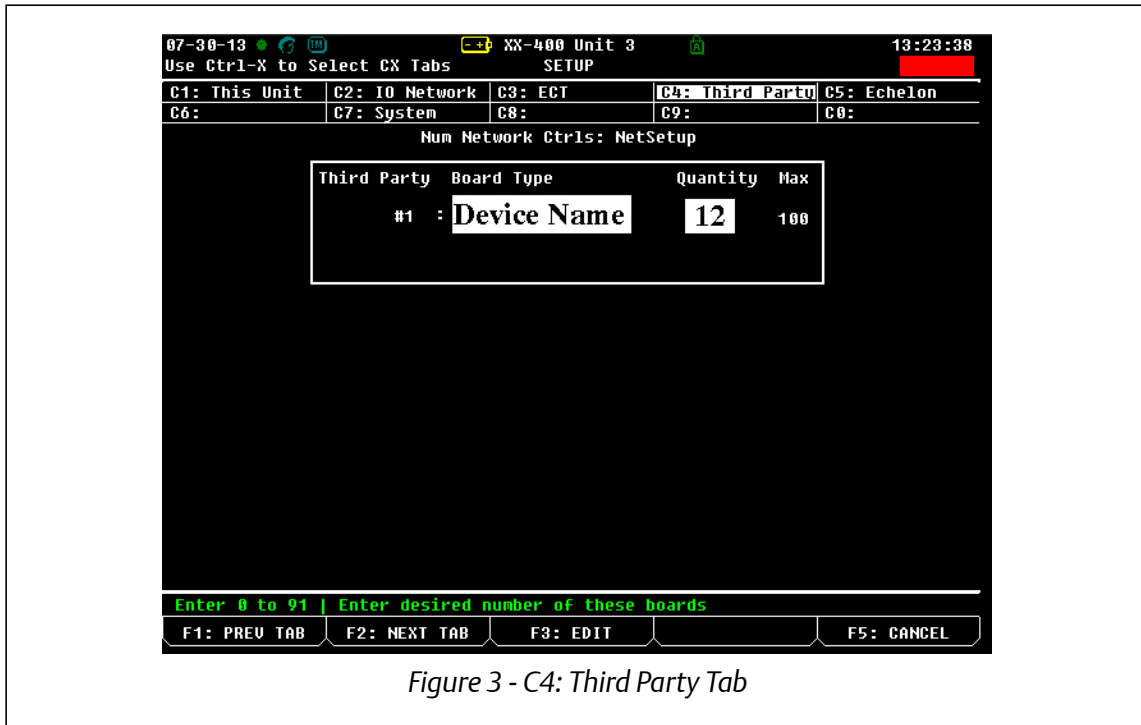 07-30-13 TM -+ XX-400 Unit 3 A 13:23:38
Use Ctrl-X to Select CX Tabs SETUP
C1: This Unit C2: IO Network C3: ECT C4: Third Party C5: Echelon
C6: C7: System C8: C9: C0:
Num Network Ctrls: NetSetup
Third Party Board Type Quantity Max
#1 : Device Name 12 100
Enter 0 to 91 | Enter desired number of these boards
F1: PREV TAB F2: NEXT TAB F3: EDIT F5: CANCEL
Figure 3 - C4: Third Party Tab